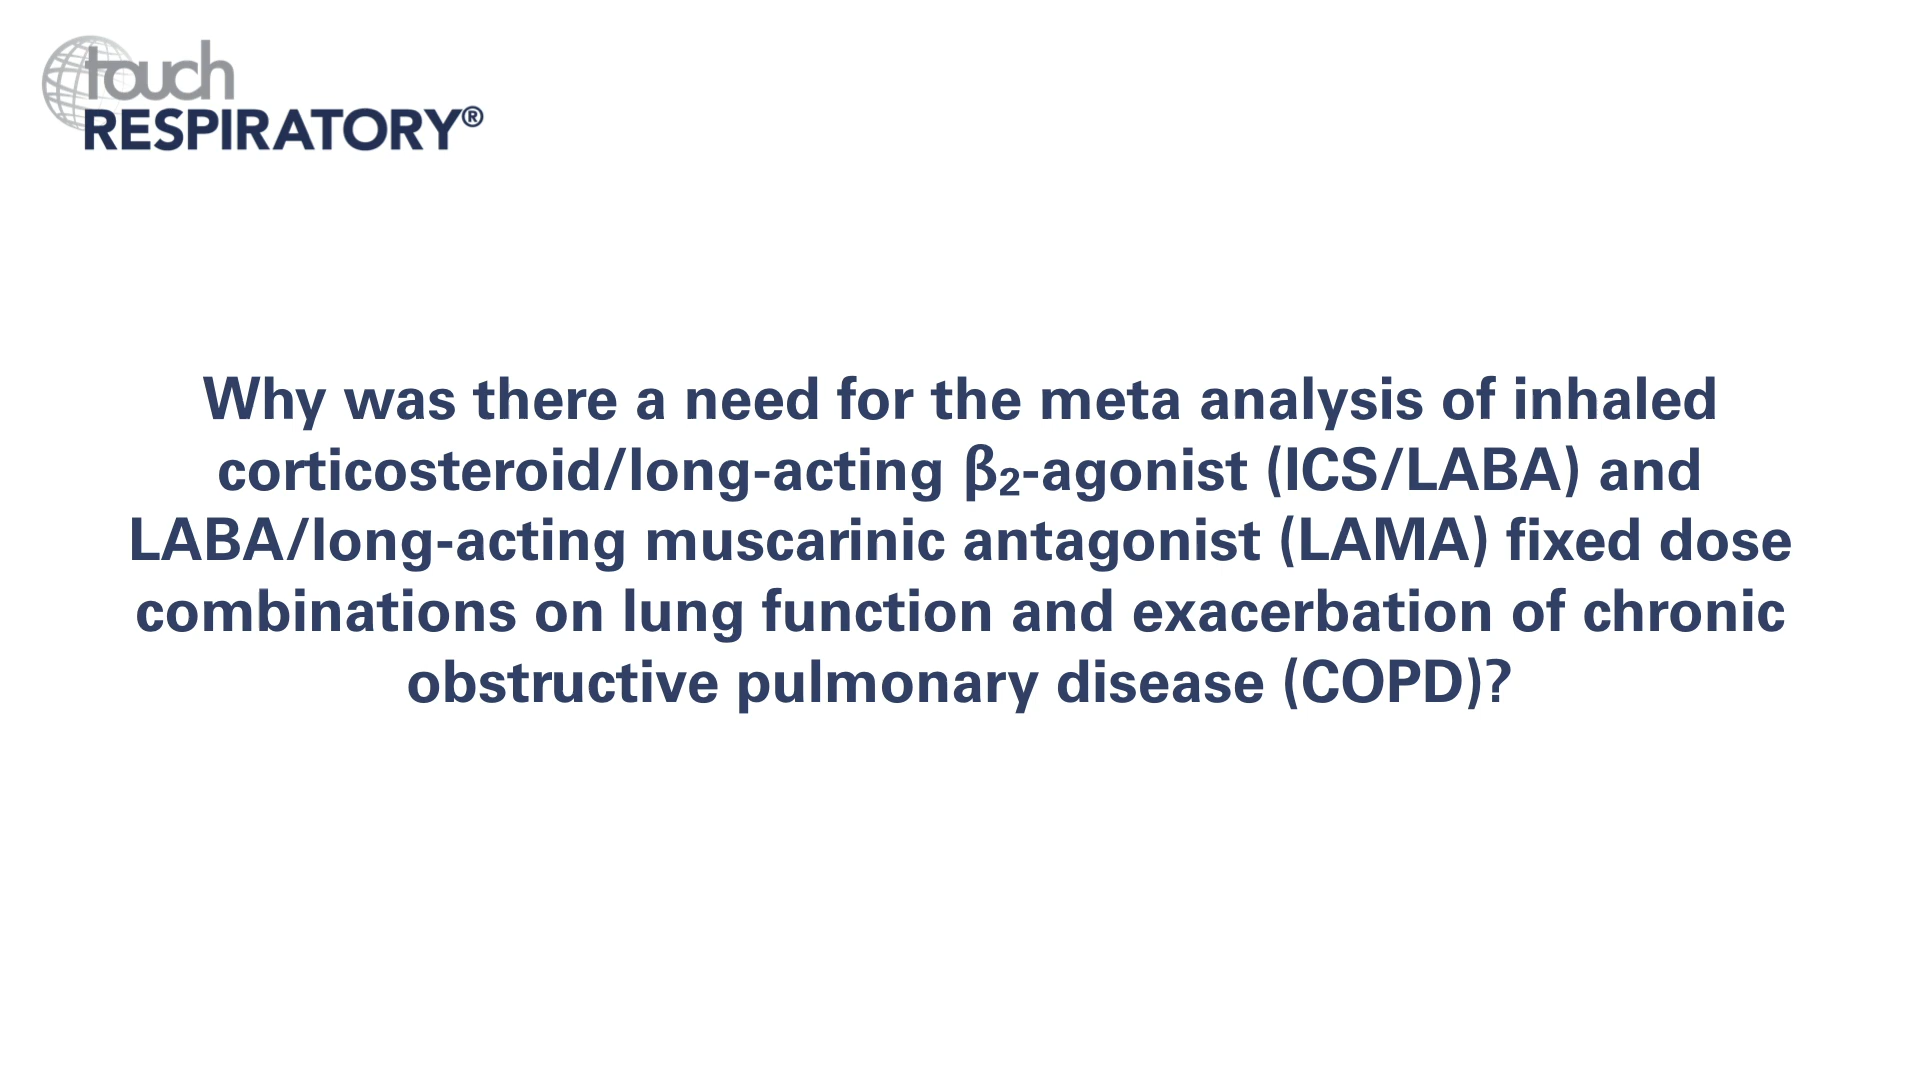 touch
RESPIRATORY®
Why was there a need for the meta analysis of inhaled
corticosteroid/long-acting β₂-agonist (ICS/LABA) and
LABA/long-acting muscarinic antagonist (LAMA) fixed dose
combinations on lung function and exacerbation of chronic
obstructive pulmonary disease (COPD)?